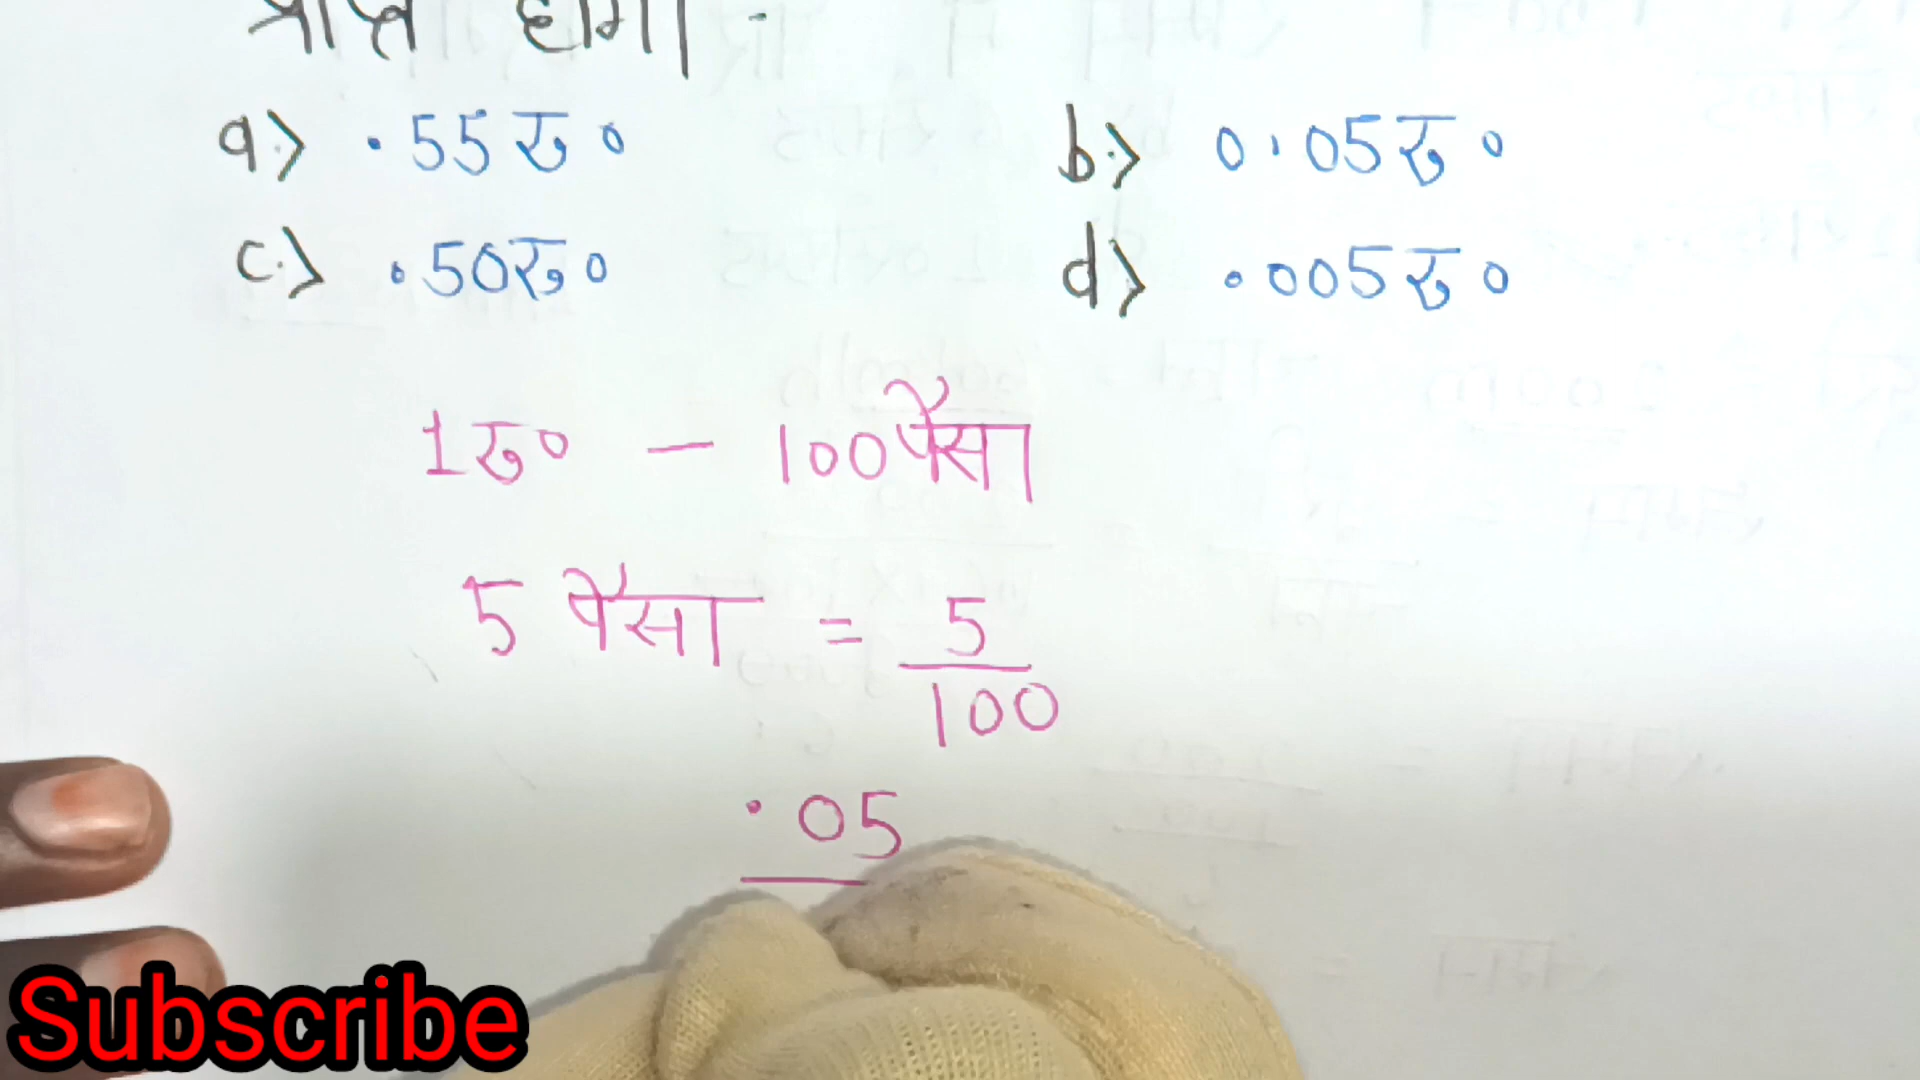 प्राप्त होगा।
a.) .55 रु०
b.) 0.05 रु०
c.) .50 रु०
d) .005 रु०
1 रु० — 100 पैसा
5 पैसा = 5/100
.05
Subscribe